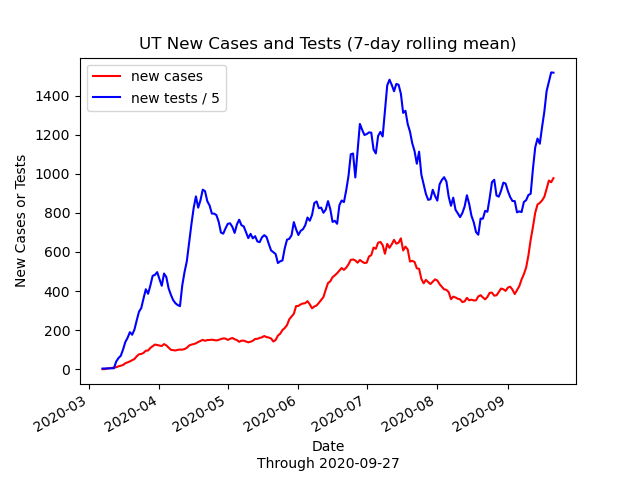 UT New Cases and Tests (7-day rolling mean)
new cases
new tests / 5
New Cases or Tests
1400
1200
1000
800
600
400
200
0
2020-03
2020-04
2020-05
2020-06
2020-07
2020-08
2020-09
Date
Through 2020-09-27